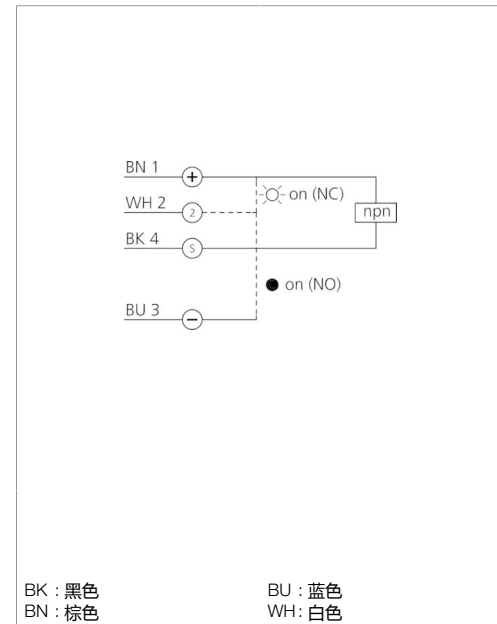 BN 1
+
on (NC)
WH 2
2
npn
BK 4
S
on (NO)
BU 3
−
BK : 黑色
BU : 蓝色
BN : 棕色
WH : 白色